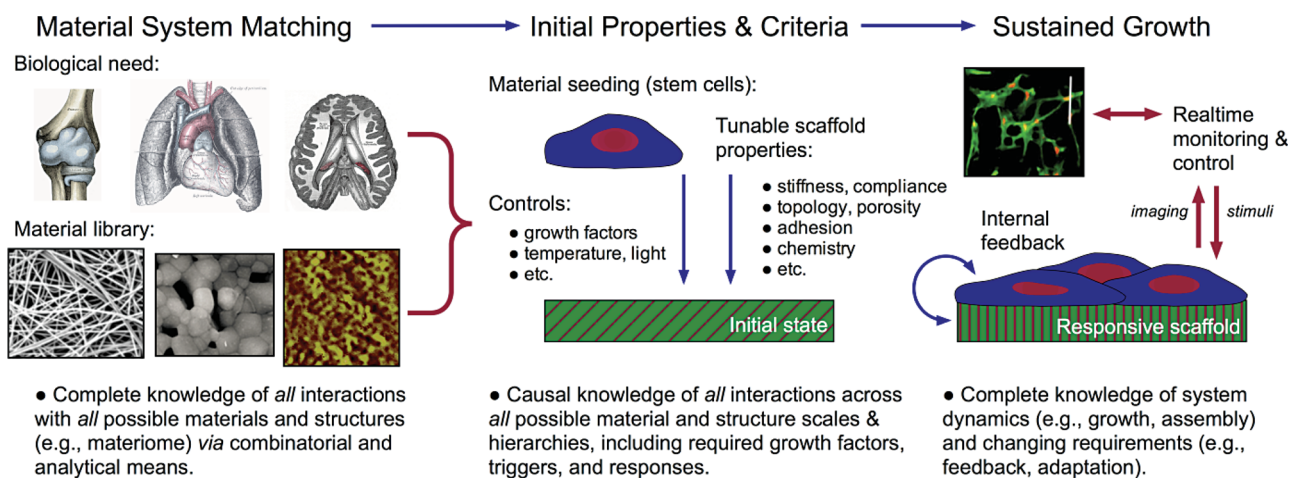 Material System Matching
Initial Properties & Criteria
Sustained Growth
Biological need:
Material library:
● Complete knowledge of all interactions
with all possible materials and structures
(e.g., materiome) via combinatorial and
analytical means.
Material seeding (stem cells):
Tunable scaffold
properties:
● stiffness, compliance
● topology, porosity
● adhesion
● chemistry
● etc.
Controls:
● growth factors
● temperature, light
● etc.
Initial state
● Causal knowledge of all interactions across
all possible material and structure scales &
hierarchies, including required growth factors,
triggers, and responses.
Realtime
monitoring &
control
imaging
stimuli
Internal
feedback
Responsive scaffold
● Complete knowledge of system
dynamics (e.g., growth, assembly)
and changing requirements (e.g.,
feedback, adaptation).